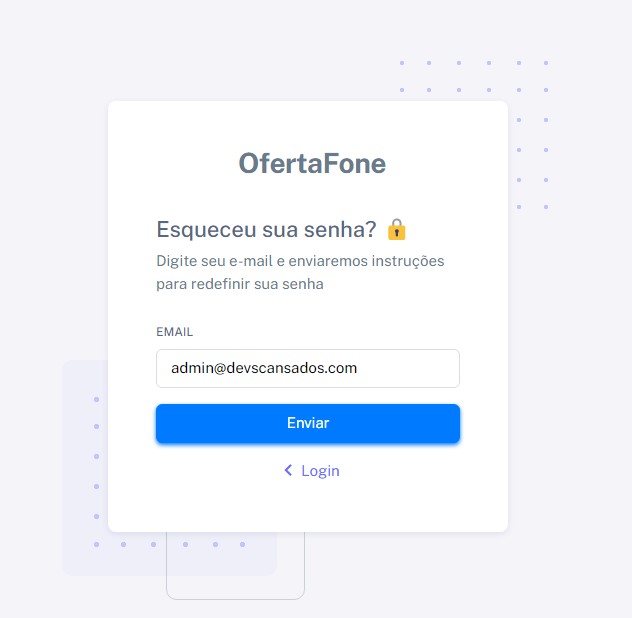 OfertaFone
Esqueceu sua senha? 🔒
Digite seu e-mail e enviaremos instruções
para redefinir sua senha
EMAIL
admin@devscansados.com
Enviar
Login